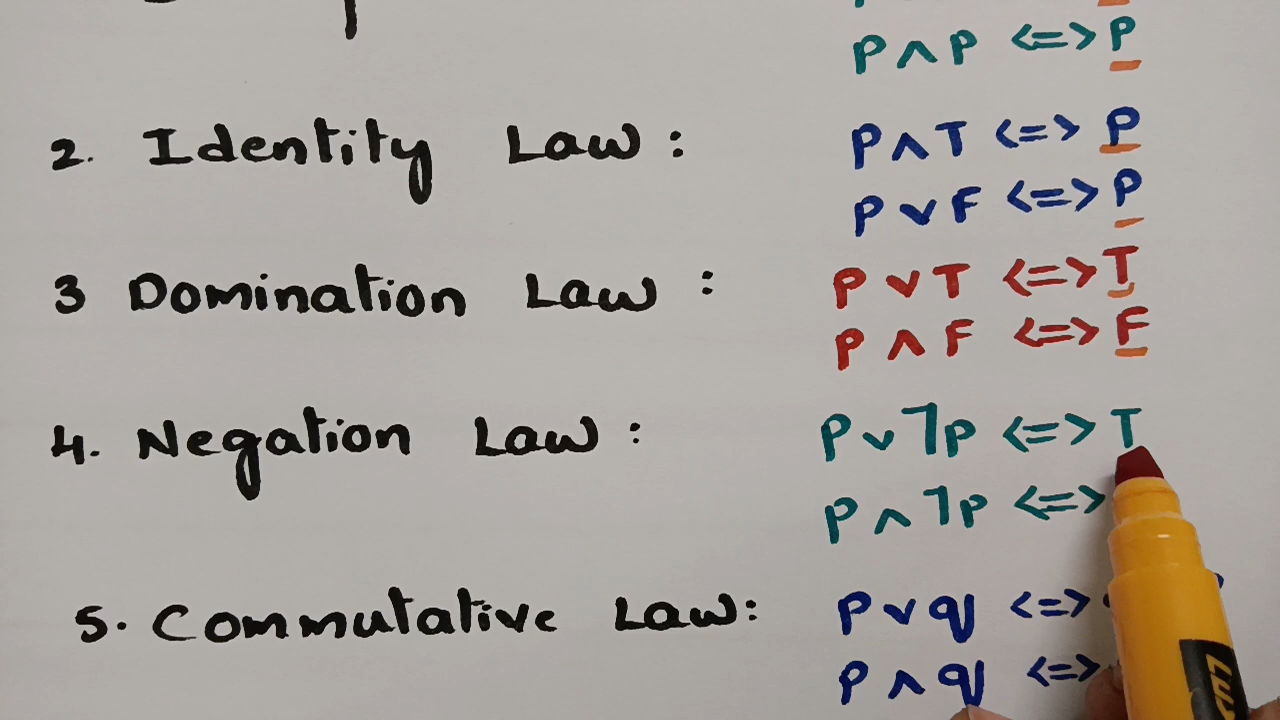 P ∧ P <=> P
2. Identity Law : P ∧ T <=> P
P ∨ F <=> P
3 Domination Law : P ∨ T <=> T
P ∧ F <=> F
4. Negation Law : P ∨ ¬P <=> T
P ∧ ¬P <=>
5. Commutative Law: P ∨ q <=>
P ∧ q <=>